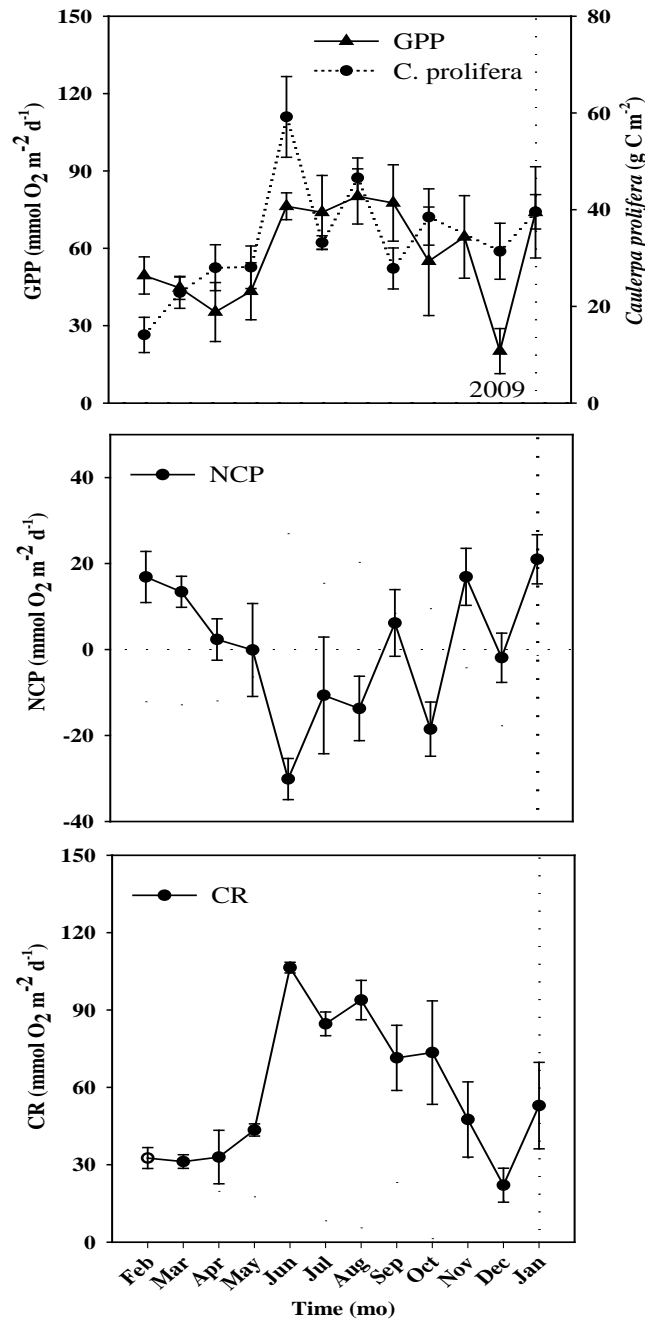 150
120
90
60
30
0
GPP (mmol O2 m-2 d-1)
GPP
C. prolifera
2009
80
60
40
20
0
Caulerpa prolifera (g C m-2)
40
20
0
-20
-40
NCP (mmol O2 m-2 d-1)
NCP
150
120
90
60
30
0
CR (mmol O2 m-2 d-1)
CR
Feb Mar Apr May Jun Jul Aug Sep Oct Nov Dec Jan
Time (mo)